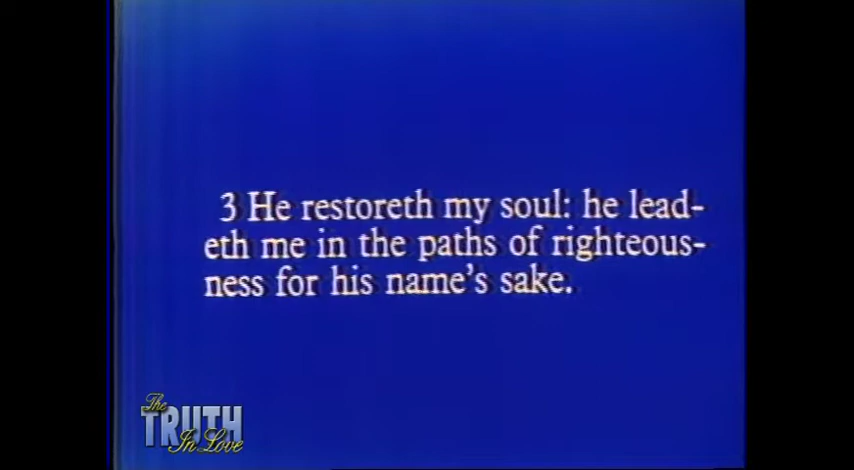 3 He restoreth my soul: he lead-
eth me in the paths of righteous-
ness for his name's sake.
The
TRUTH
In Love